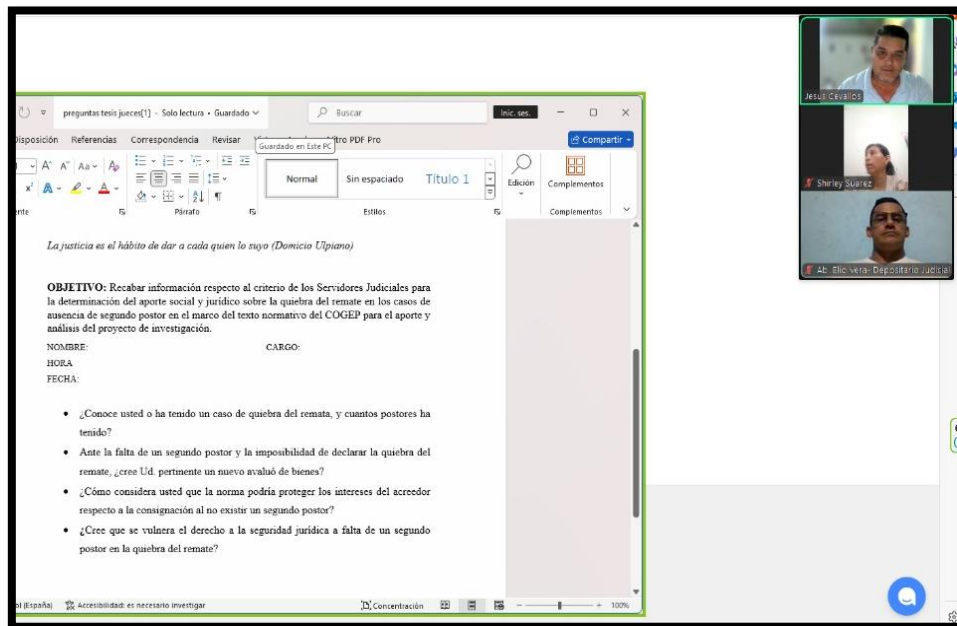 preguntas tesis jueces[1] - Solo lectura • Guardado
Buscar
Inic. ses.
Disposición Referencias Correspondencia Revisar Nitro PDF Pro
Compartir
Guardado en Este PC
Normal
Sin espaciado
Título 1
Edición
Complementos
Párrafo
Estilos
Complementos
La justicia es el hábito de dar a cada quien lo suyo (Domicio Ulpiano)
OBJETIVO: Recabar información respecto al criterio de los Servidores Judiciales para
la determinación del aporte social y jurídico sobre la quiebra del remate en los casos de
ausencia de segundo postor en el marco del texto normativo del COGEP para el aporte y
análisis del proyecto de investigación.
NOMBRE: CARGO:
HORA
FECHA:
• ¿Conoce usted o ha tenido un caso de quiebra del remata, y cuantos postores ha
tenido?
• Ante la falta de un segundo postor y la imposibilidad de declarar la quiebra del
remate, ¿cree Ud. pertinente un nuevo avaluó de bienes?
• ¿Cómo considera usted que la norma podría proteger los intereses del acreedor
respecto a la consignación al no existir un segundo postor?
• ¿Cree que se vulnera el derecho a la seguridad jurídica a falta de un segundo
postor en la quiebra del remate?
(España) Accesibilidad: es necesario investigar
Concentración
100%
Jesus Cevallos
Shirley Suarez
Ab. Elio Vera- Depositario Judicial